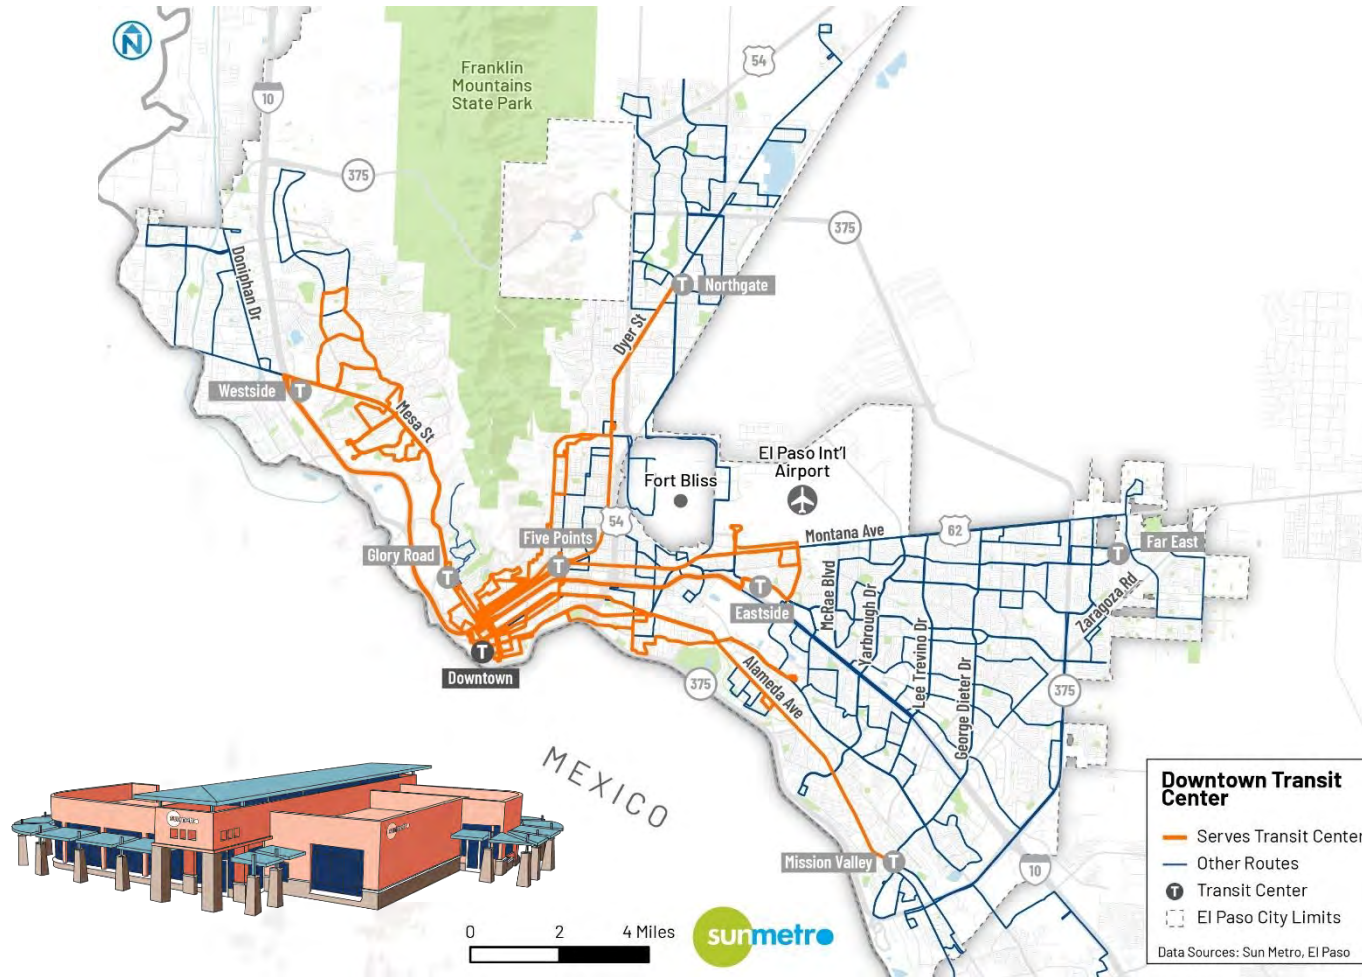 N
Franklin
Mountains
State Park
54
10
375
375
Doniphan Dr
T
Northgate
Dyer St
Westside
T
Mesa St
El Paso Int'l
Airport
Fort Bliss
54
Montana Ave
62
Five Points
T
Far East
T
Glory Road
T
T
Eastside
McRae Blvd
Yarbrough Dr
Lee Trevino Dr
George Dieter Dr
Zaragoza Rd
T
Downtown
375
Alameda Ave
375
MEXICO
sunmetro
sunmetro
Mission Valley
T
10
0 2 4 Miles
sunmetro
Downtown Transit
Center
Serves Transit Center
Other Routes
T Transit Center
El Paso City Limits
Data Sources: Sun Metro, El Paso